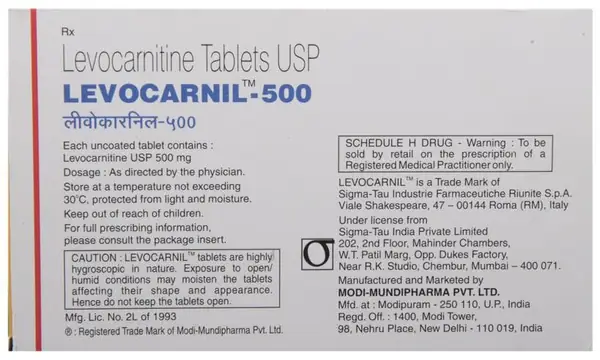 Rx
Levocarnitine Tablets USP
LEVOCARNIL™-500
लीवोकारनिल-५००
Each uncoated tablet contains :
Levocarnitine USP 500 mg
Dosage : As directed by the physician.
Store at a temperature not exceeding
30°C, protected from light and moisture.
Keep out of reach of children.
For full prescribing information,
please consult the package insert.
CAUTION : LEVOCARNIL™ tablets are highly
hygroscopic in nature. Exposure to open/
humid conditions may moisten the tablets
affecting their shape and appearance.
Hence do not keep the tablets open.
Mfg. Lic. No. 2L of 1993
® : Registered Trade Mark of Modi-Mundipharma Pvt. Ltd.
SCHEDULE H DRUG - Warning : To be
sold by retail on the prescription of a
Registered Medical Practitioner only.
LEVOCARNIL™ is a Trade Mark of
Sigma-Tau Industrie Farmaceutiche Riunite S.p.A.
Viale Shakespeare, 47 – 00144 Roma (RM), Italy
Under license from
Sigma-Tau India Private Limited
202, 2nd Floor, Mahinder Chambers,
W.T. Patil Marg, Opp. Dukes Factory,
Near R.K. Studio, Chembur, Mumbai – 400 071.
Manufactured and Marketed by
MODI-MUNDIPHARMA PVT. LTD.
Mfd. at : Modipuram - 250 110, U.P., India
Regd. Off. : 1400, Modi Tower,
98, Nehru Place, New Delhi - 110 019, India